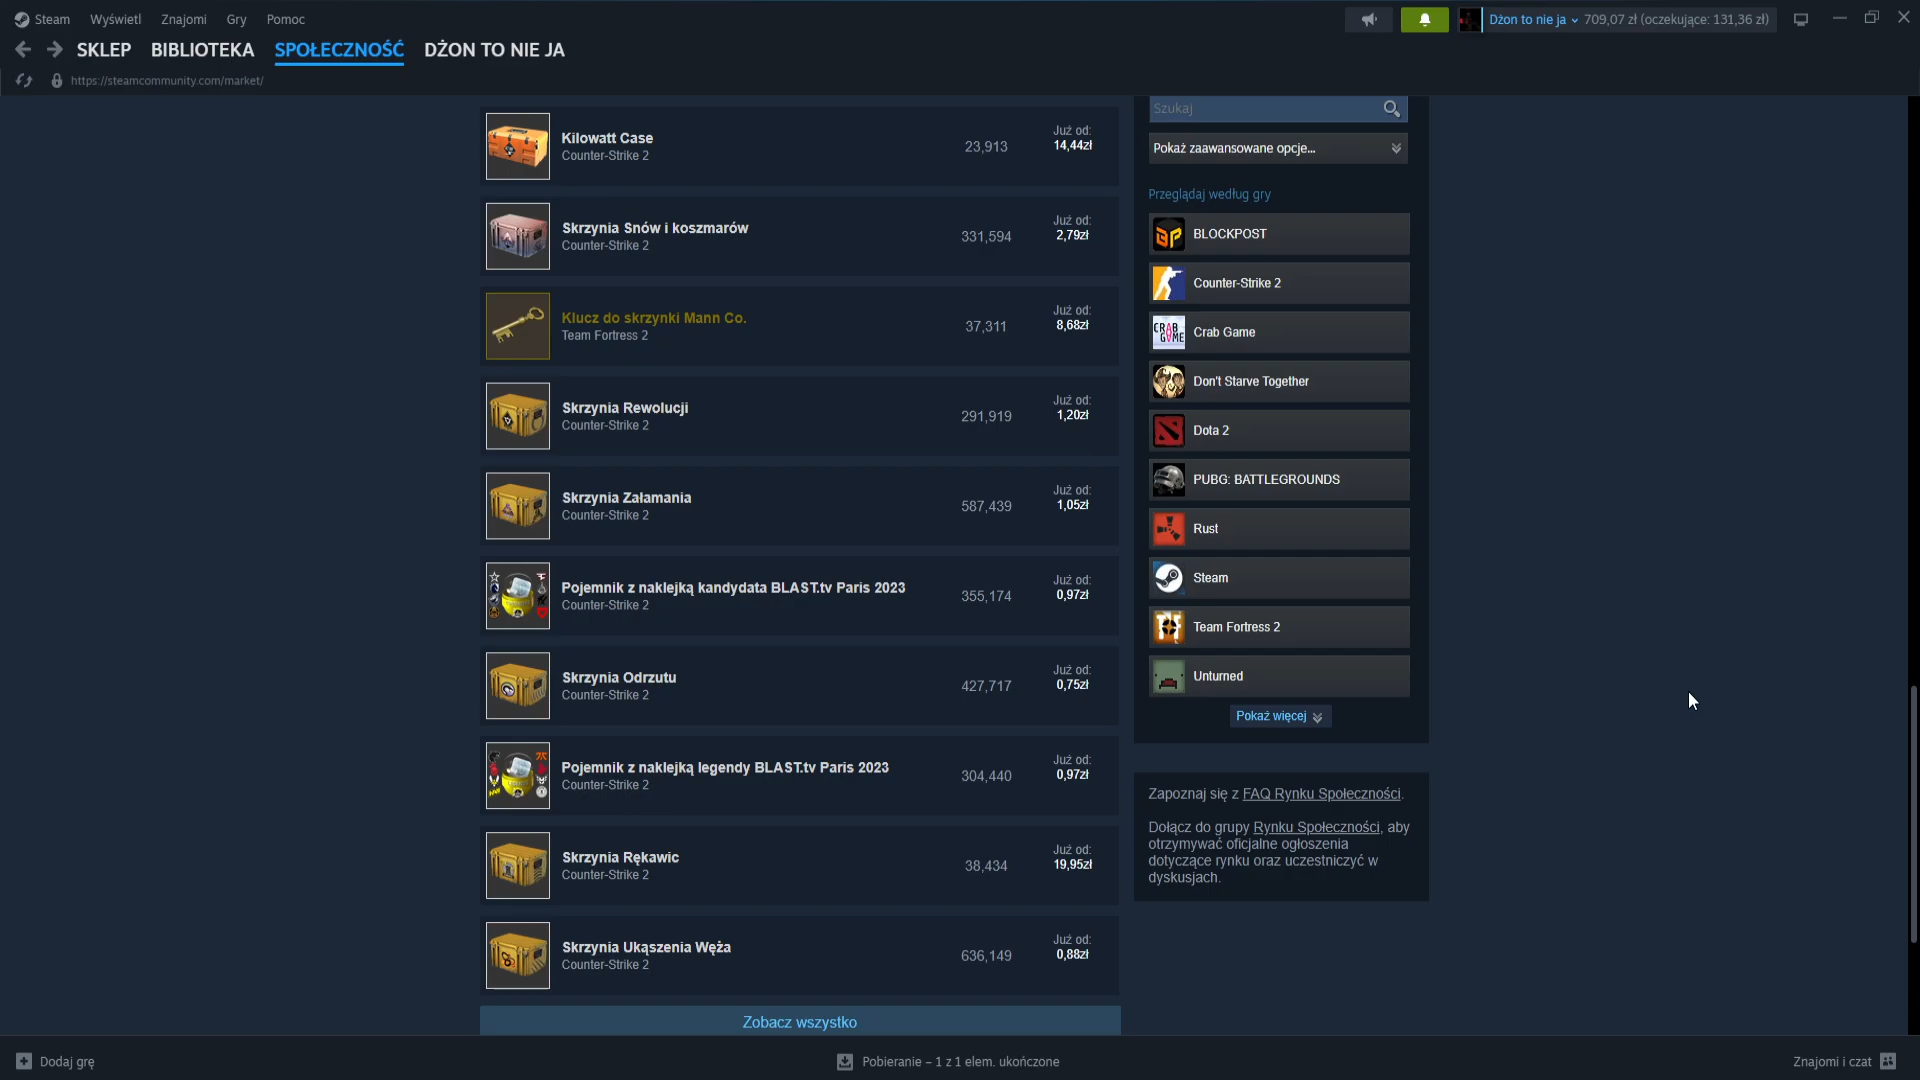 Steam Wyświetl Znajomi Gry Pomoc
Dżon to nie ja 709,07 zł (oczekujące: 131,36 zł)
SKLEP BIBLIOTEKA SPOŁECZNOŚĆ DŻON TO NIE JA
https://steamcommunity.com/market/
Kilowatt Case
Counter-Strike 2
23,913
Już od:
14,44zł
Skrzynia Snów i koszmarów
Counter-Strike 2
331,594
Już od:
2,79zł
Klucz do skrzynki Mann Co.
Team Fortress 2
37,311
Już od:
8,68zł
Skrzynia Rewolucji
Counter-Strike 2
291,919
Już od:
1,20zł
Skrzynia Załamania
Counter-Strike 2
587,439
Już od:
1,05zł
Pojemnik z naklejką kandydata BLAST.tv Paris 2023
Counter-Strike 2
355,174
Już od:
0,97zł
Skrzynia Odrzutu
Counter-Strike 2
427,717
Już od:
0,75zł
Pojemnik z naklejką legendy BLAST.tv Paris 2023
Counter-Strike 2
304,440
Już od:
0,97zł
Skrzynia Rękawic
Counter-Strike 2
38,434
Już od:
19,95zł
Skrzynia Ukąszenia Węża
Counter-Strike 2
636,149
Już od:
0,88zł
Zobacz wszystko
Szukaj
Pokaż zaawansowane opcje...
Przeglądaj według gry
BLOCKPOST
Counter-Strike 2
CRAB GAME
Crab Game
Don't Starve Together
Dota 2
PUBG: BATTLEGROUNDS
Rust
Steam
Team Fortress 2
Unturned
Pokaż więcej
Zapoznaj się z FAQ Rynku Społeczności.
Dołącz do grupy Rynku Społeczności, aby
otrzymywać oficjalne ogłoszenia
dotyczące rynku oraz uczestniczyć w
dyskusjach.
Dodaj grę
Pobieranie – 1 z 1 elem. ukończone
Znajomi i czat